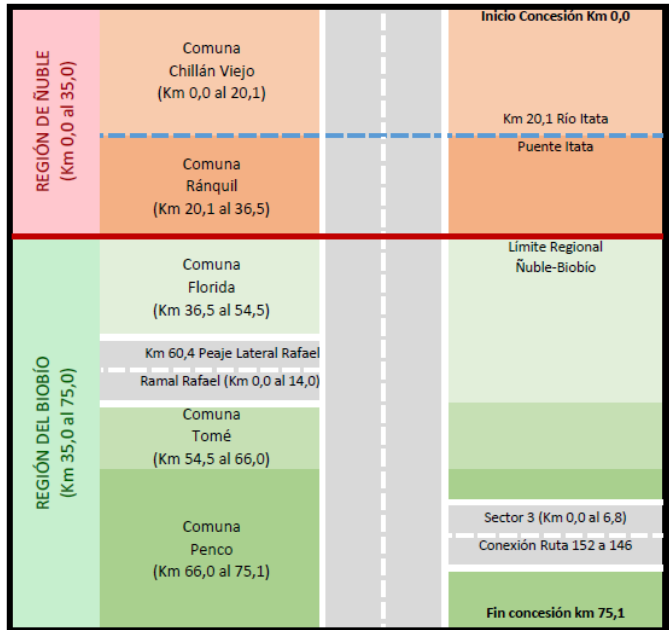 REGIÓN DE ÑUBLE
(Km 0,0 al 35,0)
Comuna
Chillán Viejo
(Km 0,0 al 20,1)
Inicio Concesión Km 0,0
Km 20,1 Río Itata
Puente Itata
Comuna
Ránquil
(Km 20,1 al 36,5)
REGIÓN DEL BIOBÍO
(Km 35,0 al 75,0)
Límite Regional
Ñuble-Biobío
Comuna
Florida
(Km 36,5 al 54,5)
Km 60,4 Peaje Lateral Rafael
Ramal Rafael (Km 0,0 al 14,0)
Comuna
Tomé
(Km 54,5 al 66,0)
Comuna
Penco
(Km 66,0 al 75,1)
Sector 3 (Km 0,0 al 6,8)
Conexión Ruta 152 a 146
Fin concesión km 75,1